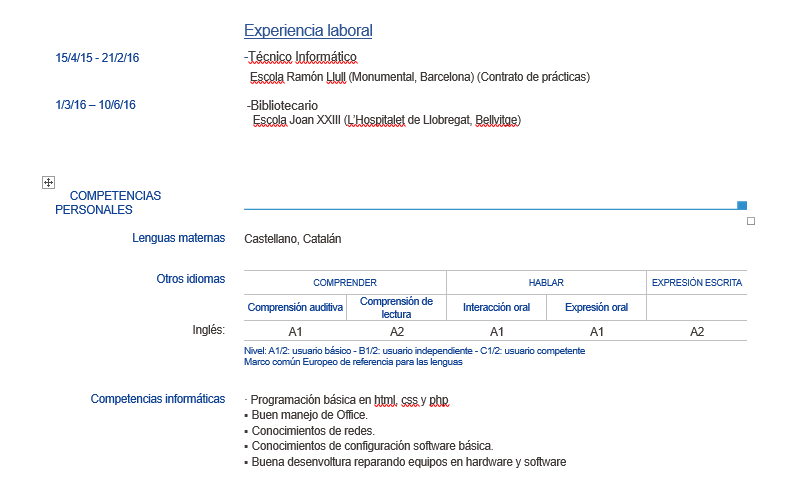 Experiencia laboral
15/4/15 - 21/2/16 -Técnico Informático
Escola Ramón Llull (Monumental, Barcelona) (Contrato de prácticas)
1/3/16 – 10/6/16 -Bibliotecario
Escola Joan XXIII (L'Hospitalet de Llobregat, Bellvitge)
COMPETENCIAS
PERSONALES
Lenguas maternas Castellano, Catalán
Otros idiomas COMPRENDER HABLAR EXPRESIÓN ESCRITA
Comprensión auditiva Comprensión de lectura Interacción oral Expresión oral
Inglés: A1 A2 A1 A1 A2
Nivel: A1/2: usuario básico - B1/2: usuario independiente - C1/2: usuario competente
Marco común Europeo de referencia para las lenguas
Competencias informáticas · Programación básica en html, css y php
▪ Buen manejo de Office.
▪ Conocimientos de redes.
▪ Conocimientos de configuración software básica.
▪ Buena desenvoltura reparando equipos en hardware y software